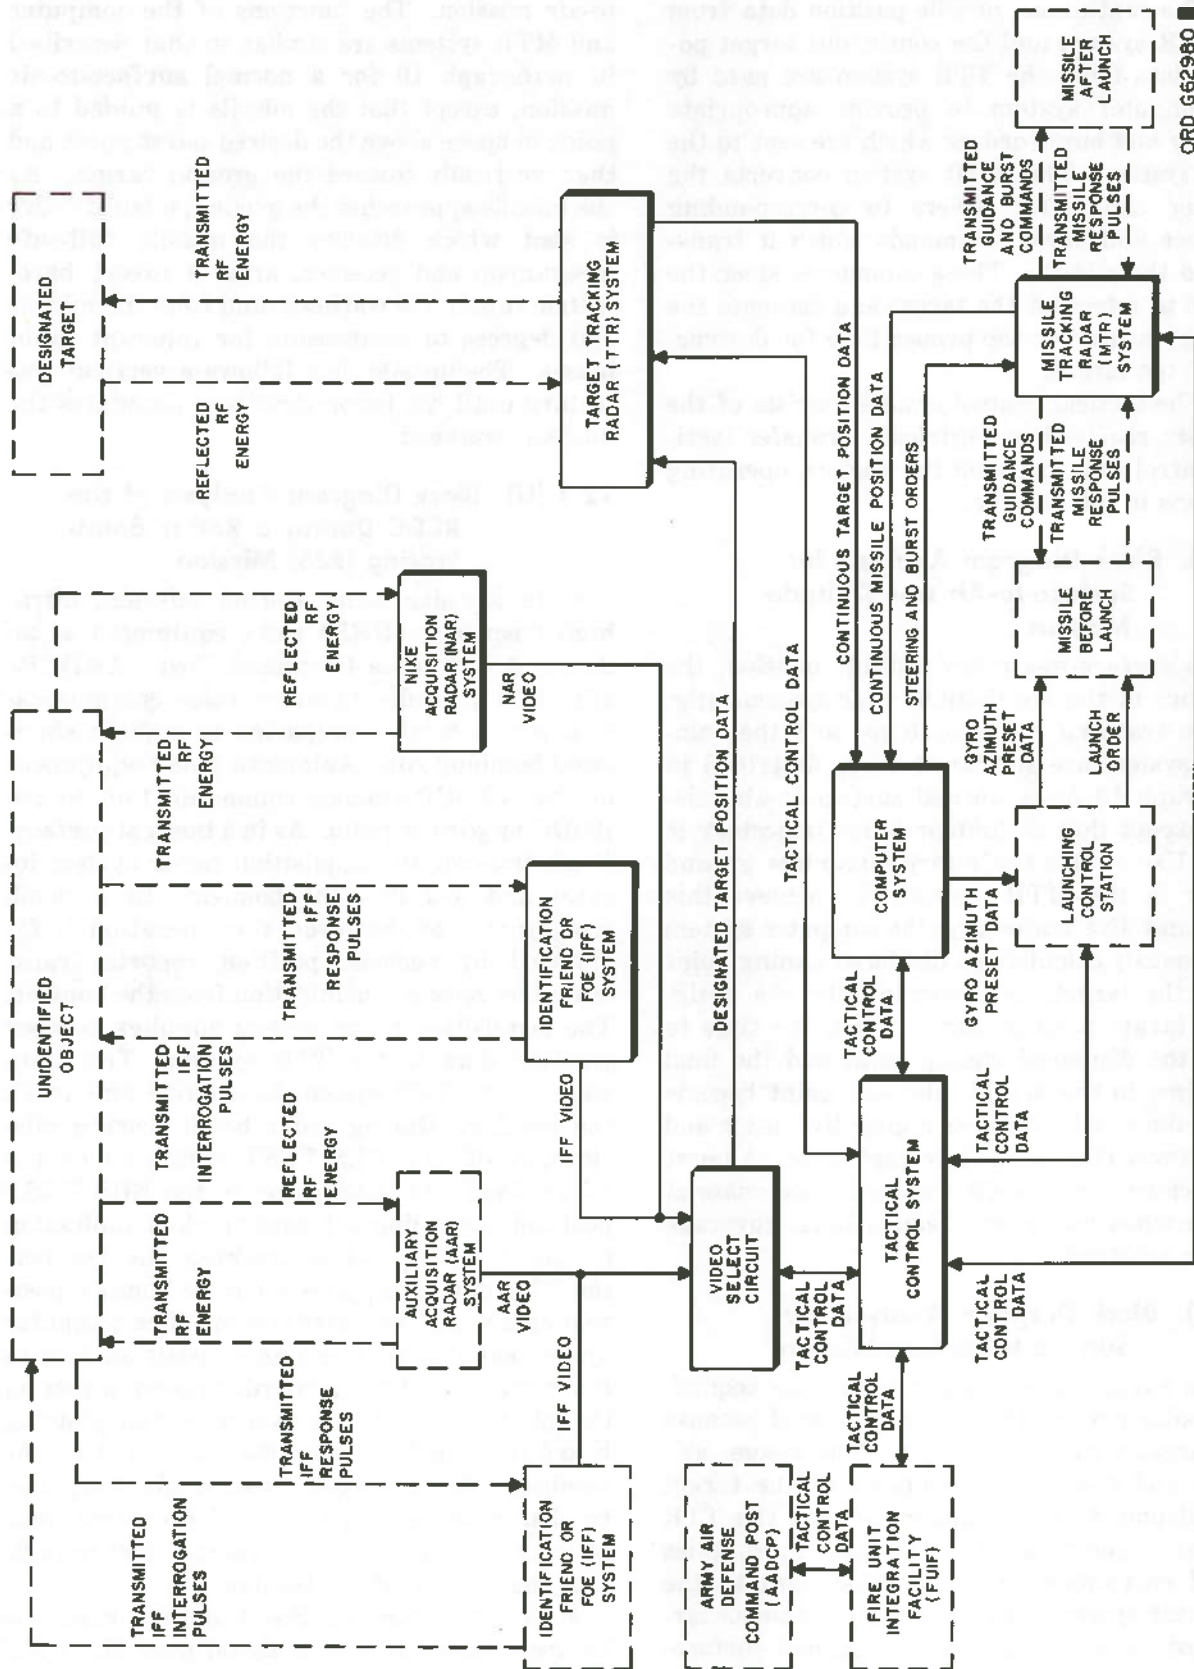 TRANSMITTED
IFF
INTERROGATION
PULSES
TRANSMITTED
IFF
RESPONSE
PULSES
UNIDENTIFIED
OBJECT
DESIGNATED
TARGET
TRANSMITTED
RF
ENERGY
REFLECTED
RF
ENERGY
TRANSMITTED
IFF
INTERROGATION
PULSES
TRANSMITTED
IFF
RESPONSE
PULSES
TRANSMITTED
RF
ENERGY
REFLECTED
RF
ENERGY
REFLECTED
RF
ENERGY
TRANSMITTED
RF
ENERGY
IDENTIFICATION
FRIEND OR
FOE (IFF)
SYSTEM
AUXILIARY
ACQUISITION
RADAR (AAR)
SYSTEM
IDENTIFICATION
FRIEND OR
FOE (IFF)
SYSTEM
NIKE
ACQUISITION
RADAR (NAR)
SYSTEM
TARGET TRACKING
RADAR (TTR) SYSTEM
IFF VIDEO
AAR
VIDEO
IFF VIDEO
NAR
VIDEO
ARMY AIR
DEFENSE
COMMAND POST
(AADCP)
VIDEO
SELECT
CIRCUIT
DESIGNATED TARGET POSITION DATA
TACTICAL CONTROL DATA
TACTICAL
CONTROL
DATA
TACTICAL
CONTROL
DATA
CONTINUOUS TARGET POSITION DATA
CONTINUOUS MISSILE POSITION DATA
STEERING AND BURST ORDERS
FIRE UNIT
INTEGRATION
FACILITY
(FUIF)
TACTICAL
CONTROL
DATA
TACTICAL
CONTROL SYSTEM
TACTICAL
CONTROL
DATA
COMPUTER
SYSTEM
TACTICAL
CONTROL
DATA
TACTICAL
CONTROL
DATA
GYRO AZIMUTH
PRESET DATA
GYRO
AZIMUTH
PRESET
DATA
TRANSMITTED
GUIDANCE
COMMANDS
TRANSMITTED
GUIDANCE
AND BURST
COMMANDS
LAUNCHING
CONTROL
STATION
LAUNCH
ORDER
MISSILE
BEFORE
LAUNCH
TRANSMITTED
MISSILE
RESPONSE
PULSES
MISSILE
TRACKING
RADAR
(MTR)
SYSTEM
TRANSMITTED
MISSILE
RESPONSE
PULSES
MISSILE
AFTER
LAUNCH
ORD G62980